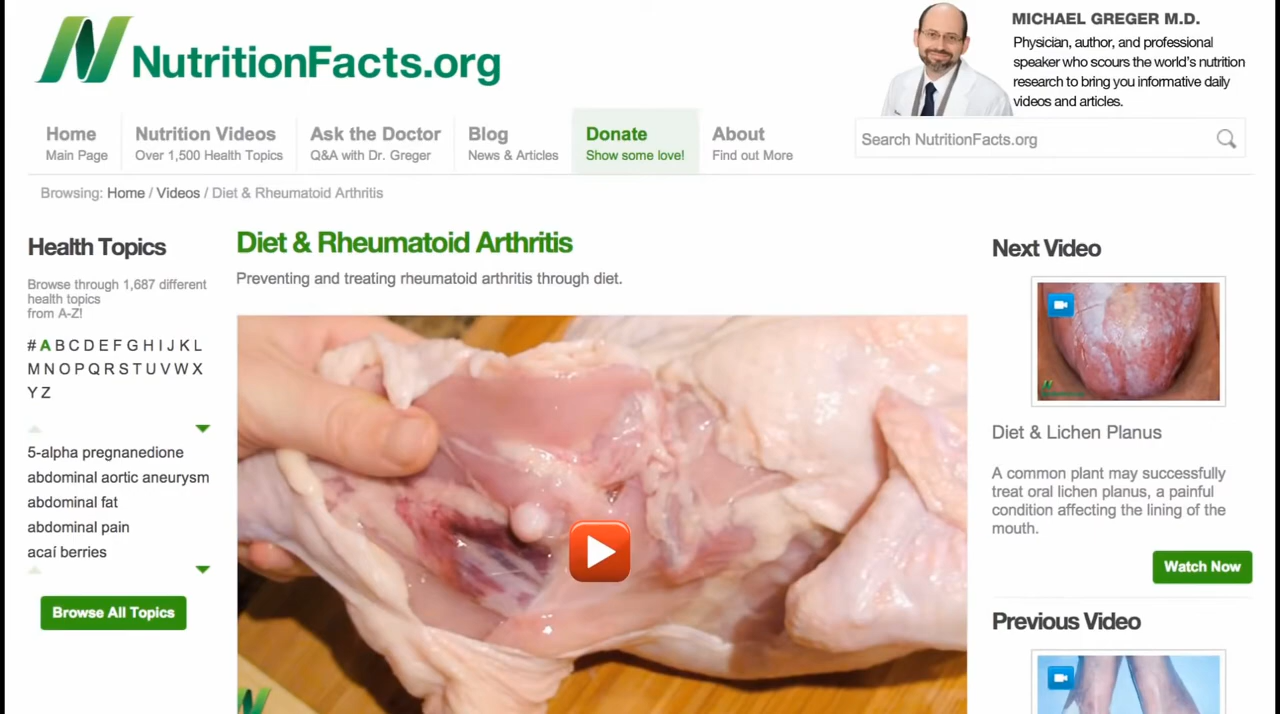 NutritionFacts.org
MICHAEL GREGER M.D.
Physician, author, and professional
speaker who scours the world's nutrition
research to bring you informative daily
videos and articles.
Home
Main Page
Nutrition Videos
Over 1,500 Health Topics
Ask the Doctor
Q&A with Dr. Greger
Blog
News & Articles
Donate
Show some love!
About
Find out More
Search NutritionFacts.org
Browsing: Home / Videos / Diet & Rheumatoid Arthritis
Health Topics
Browse through 1,687 different
health topics
from A-Z!
# A B C D E F G H I J K L
M N O P Q R S T U V W X
Y Z
5-alpha pregnanedione
abdominal aortic aneurysm
abdominal fat
abdominal pain
acaí berries
Browse All Topics
Diet & Rheumatoid Arthritis
Preventing and treating rheumatoid arthritis through diet.
Next Video
Diet & Lichen Planus
A common plant may successfully
treat oral lichen planus, a painful
condition affecting the lining of the
mouth.
Watch Now
Previous Video